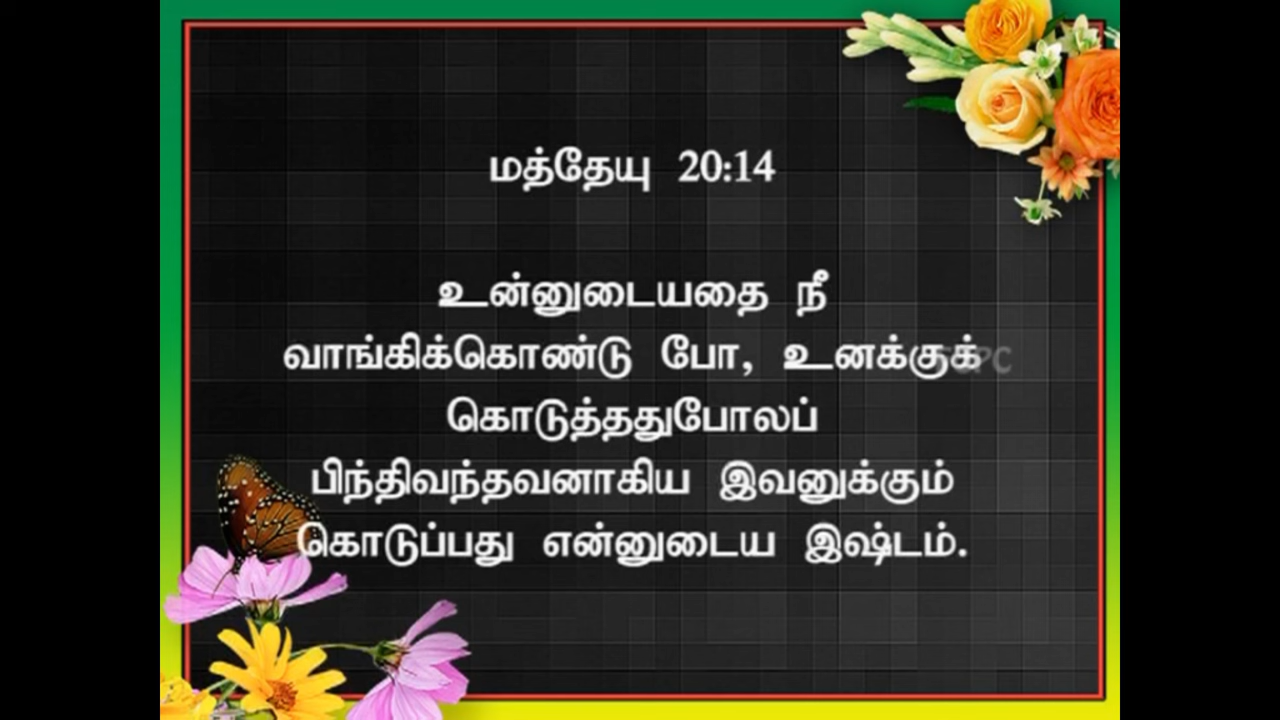 மத்தேயு 20:14
உன்னுடையதை நீ
வாங்கிக்கொண்டு போ, உனக்குக்
கொடுத்ததுபோலப்
பிந்திவந்தவனாகிய இவனுக்கும்
கொடுப்பது என்னுடைய இஷ்டம்.